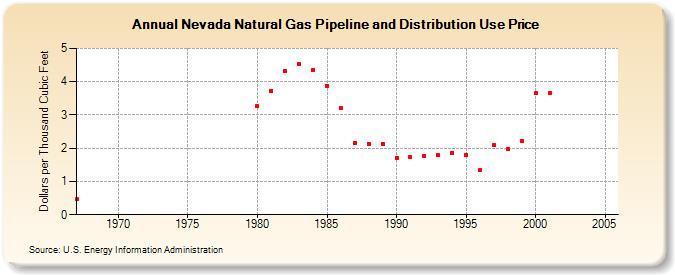 Annual Nevada Natural Gas Pipeline and Distribution Use Price
Dollars per Thousand Cubic Feet
5
4
3
2
1
0
1970 1975 1980 1985 1990 1995 2000 2005
Source: U.S. Energy Information Administration